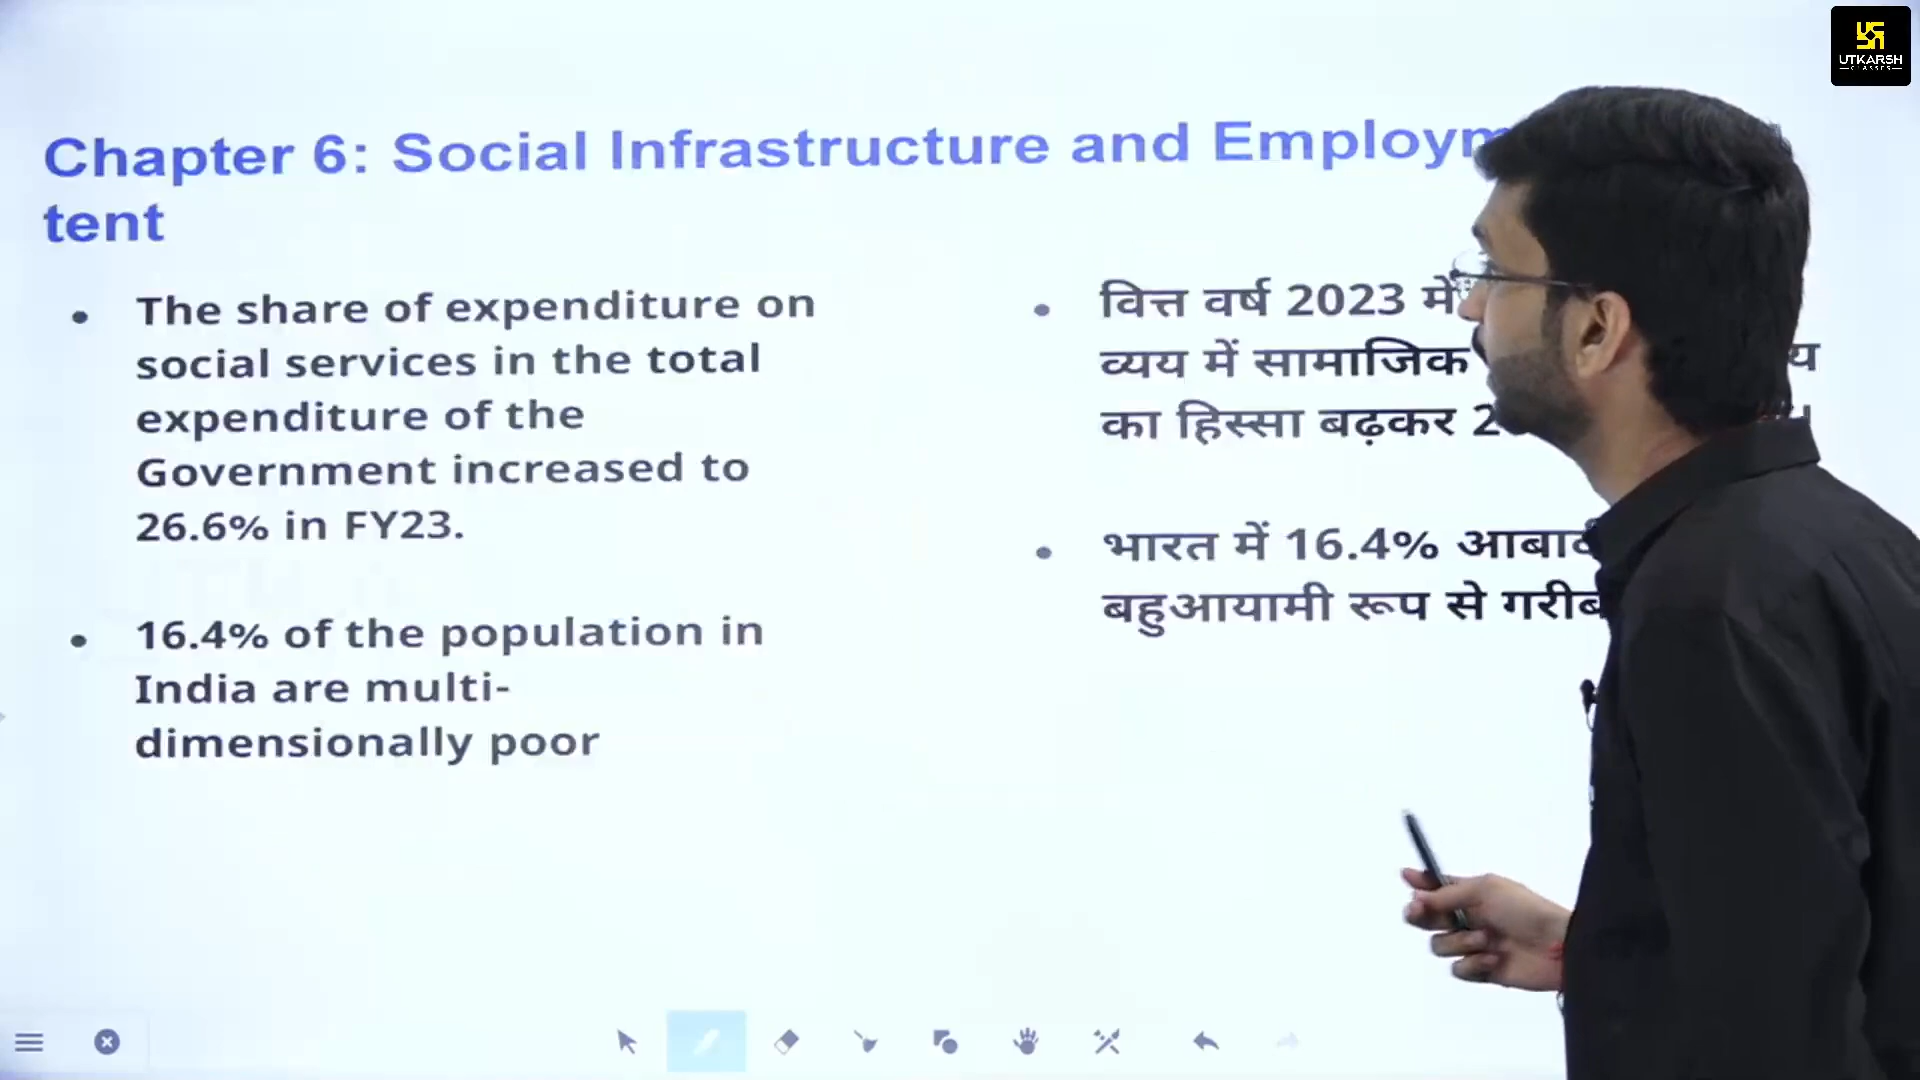 UTKARSH
CLASSES
Chapter 6: Social Infrastructure and Employm
tent
• The share of expenditure on
social services in the total
expenditure of the
Government increased to
26.6% in FY23.
• 16.4% of the population in
India are multi-
dimensionally poor
• वित्त वर्ष 2023 में
व्यय में सामाजिक
का हिस्सा बढ़कर
• भारत में 16.4%
बहुआयामी रूप से गरीब